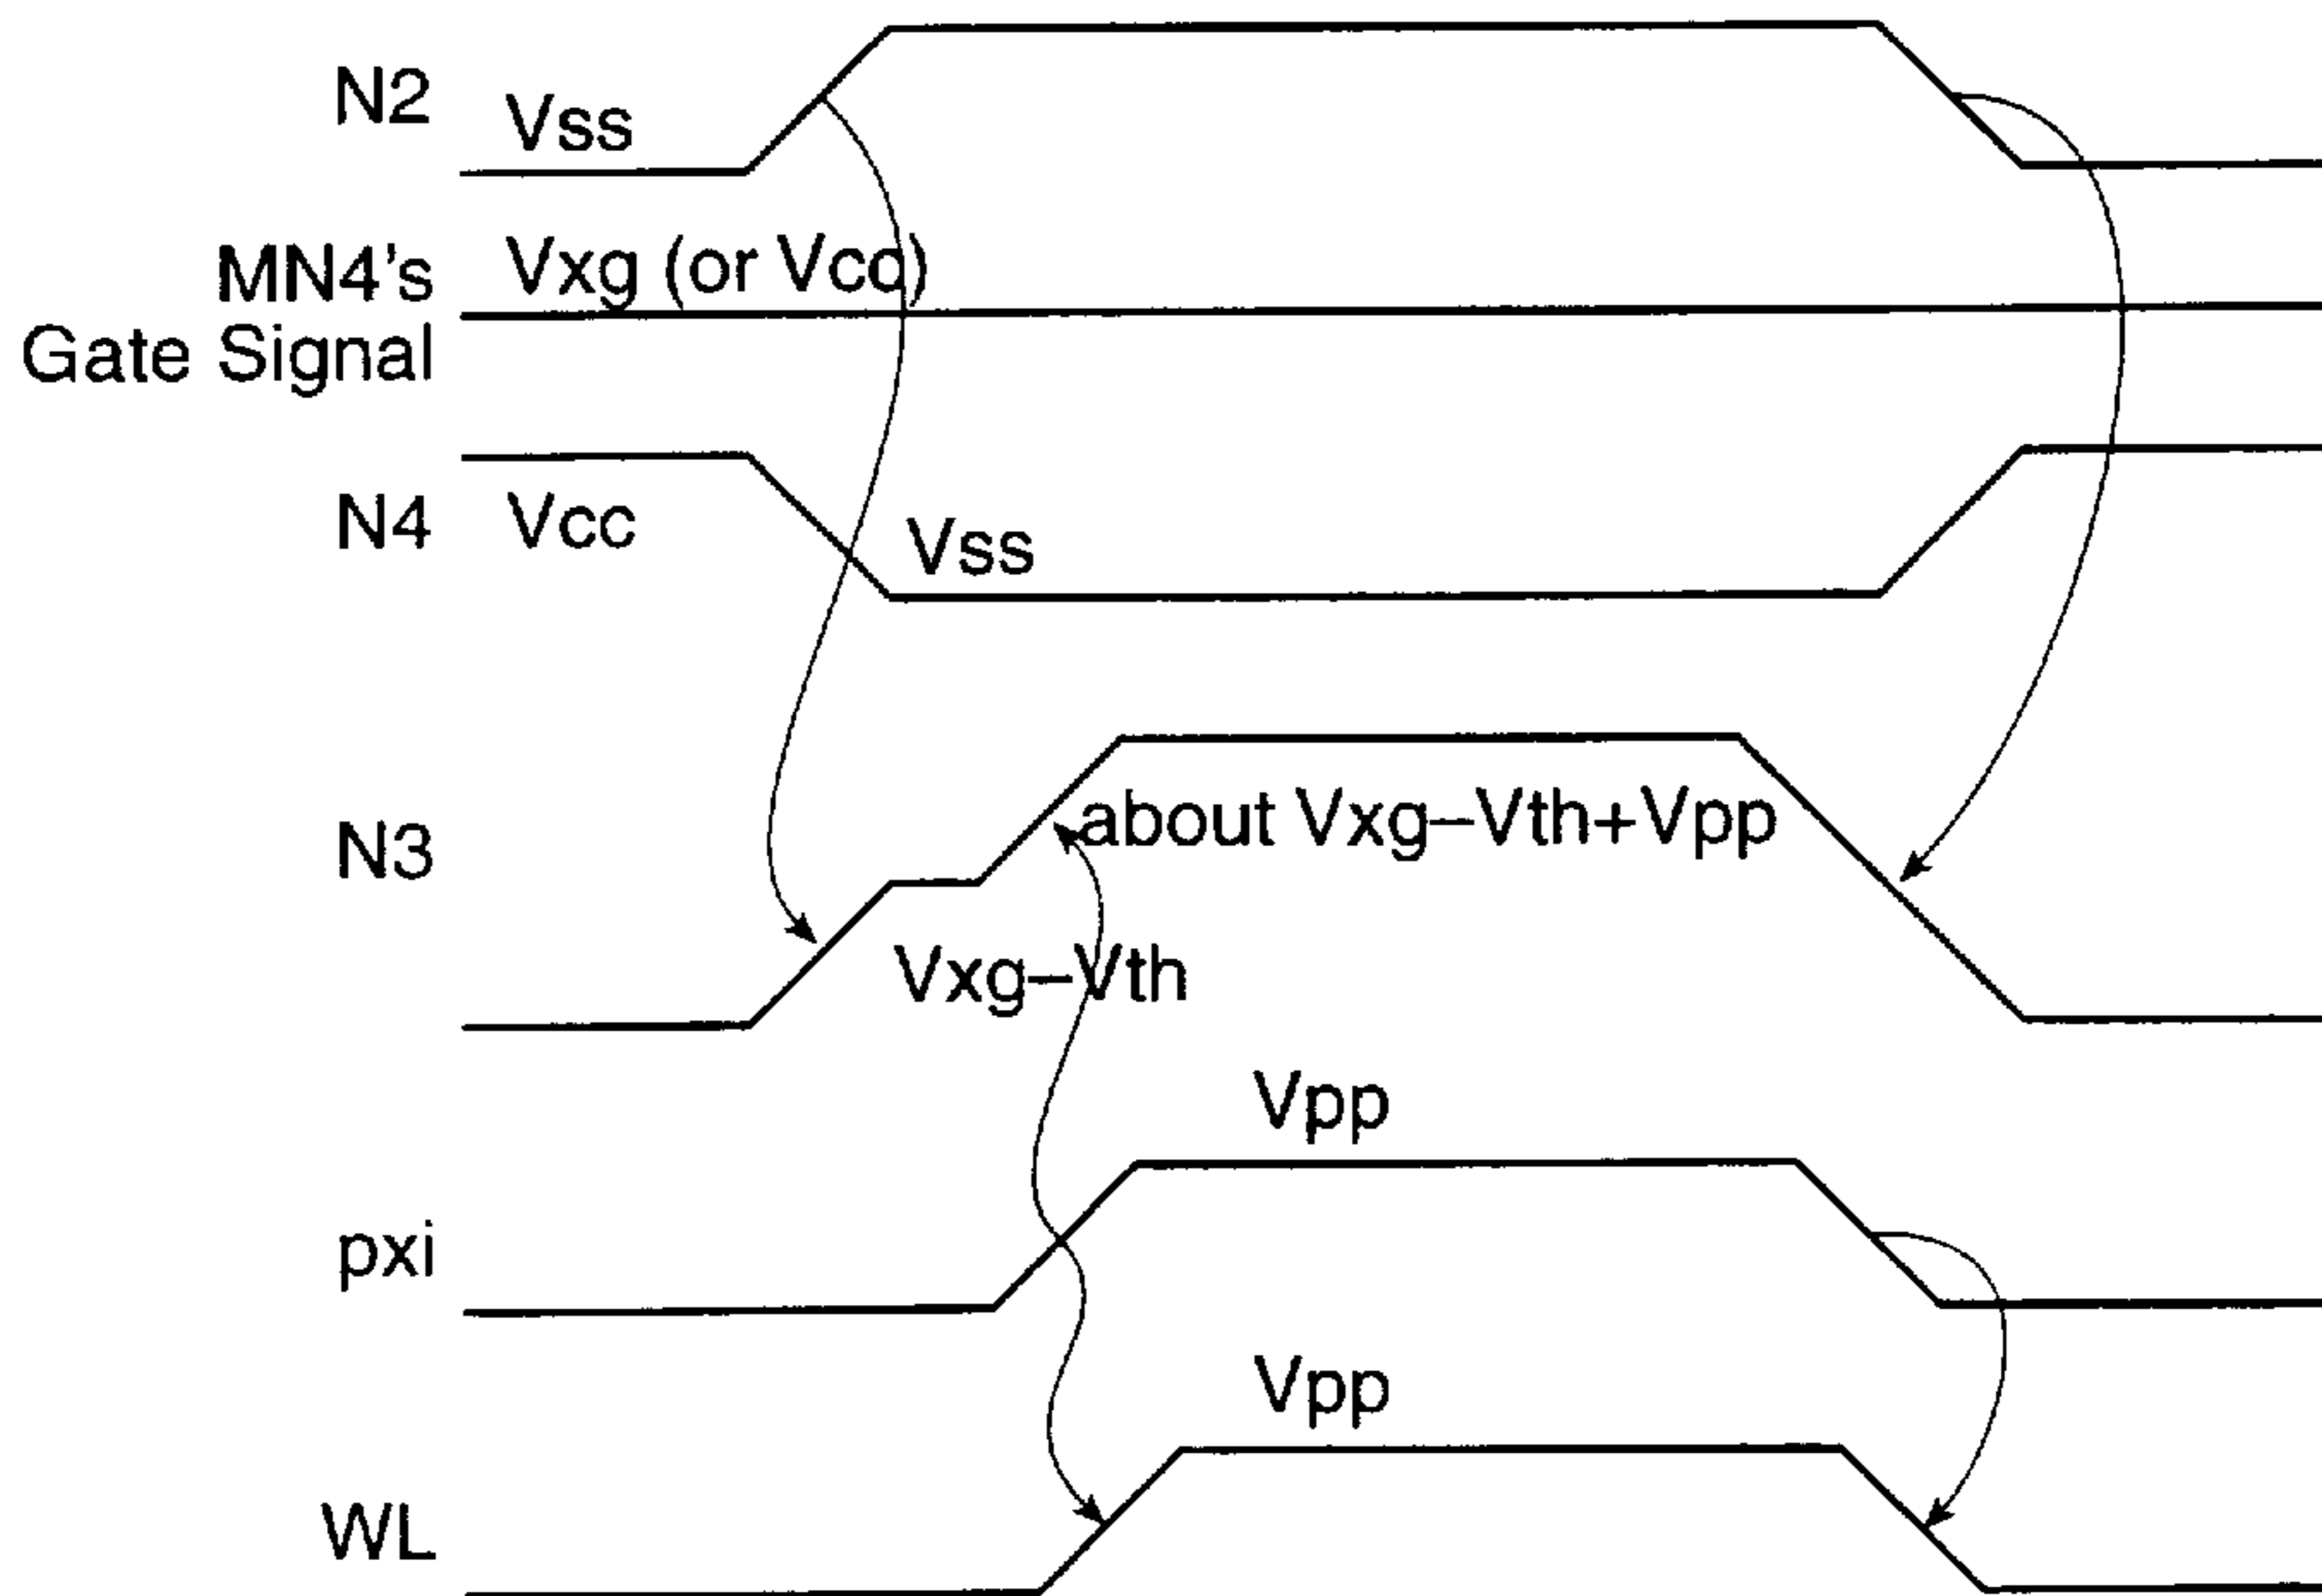 N2
Vss
MN4's
Gate Signal
Vxg (or Vcc)
N4
Vcc
Vss
N3
about Vxg–Vth+Vpp
Vxg–Vth
Vpp
pxi
Vpp
WL